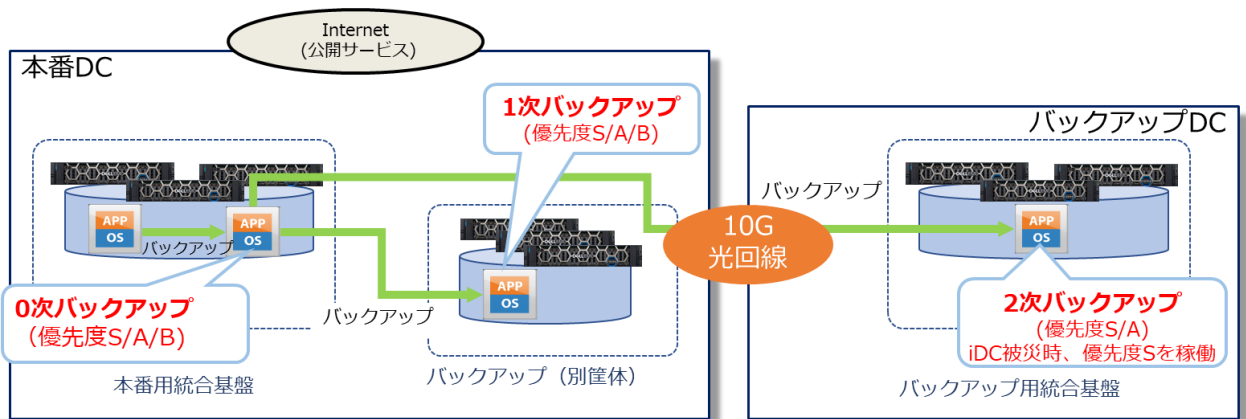 Internet
(公開サービス)
本番DC
1次バックアップ
(優先度S/A/B)
バックアップDC
バックアップ
APP
OS
バックアップ
APP
OS
10G
光回線
APP
OS
APP
OS
0次バックアップ
(優先度S/A/B)
バックアップ
2次バックアップ
(優先度S/A)
iDC被災時、優先度Sを稼働
本番用統合基盤
バックアップ（別筐体）
バックアップ用統合基盤